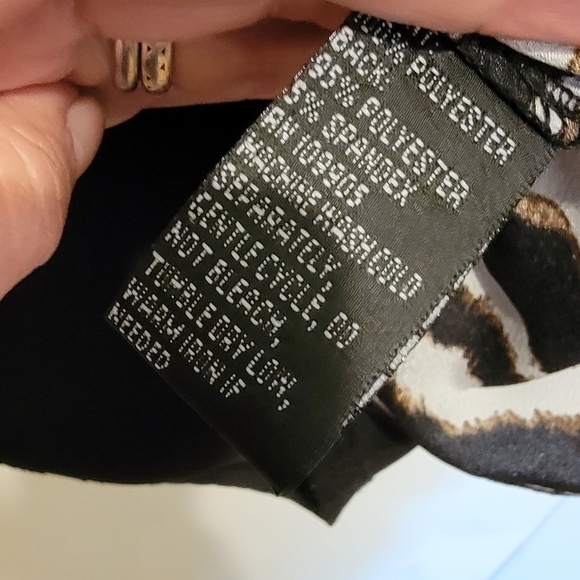 POLYESTER
BACK:
95% POLYESTER
5% SPANDEX
RN 109905
MACHINE WASH COLD
SEPARATELY
GENTLE CYCLE, DO
NOT BLEACH,
TUMBLE DRY LOW,
WARM IRON IF
NEEDED